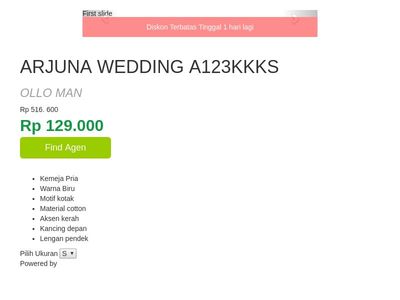 First slide
Diskon Terbatas Tinggal 1 hari lagi
ARJUNA WEDDING A123KKKS
OLLO MAN
Rp 516. 600
Rp 129.000
Find Agen
Kemeja Pria
Warna Biru
Motif kotak
Material cotton
Aksen kerah
Kancing depan
Lengan pendek
Pilih Ukuran S
Powered by